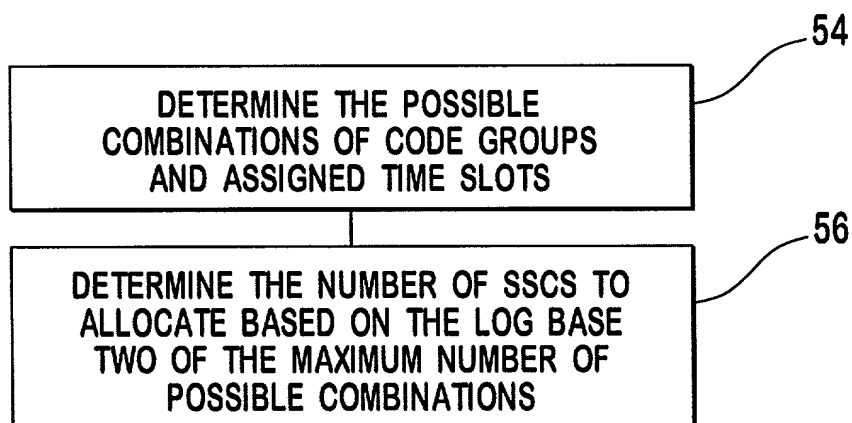 54
DETERMINE THE POSSIBLE
COMBINATIONS OF CODE GROUPS
AND ASSIGNED TIME SLOTS
56
DETERMINE THE NUMBER OF SSCS TO
ALLOCATE BASED ON THE LOG BASE
TWO OF THE MAXIMUM NUMBER OF
POSSIBLE COMBINATIONS